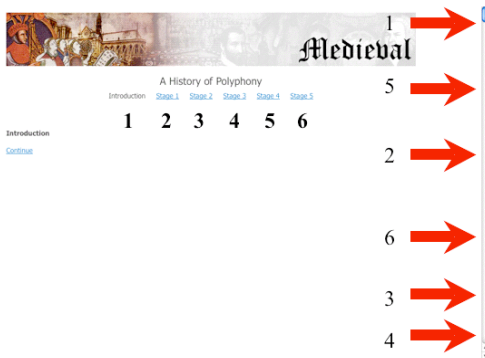 Medieval
1
A History of Polyphony
5
Introduction Stage 1 Stage 2 Stage 3 Stage 4 Stage 5
1 2 3 4 5 6
Introduction
Continue
2
6
3
4